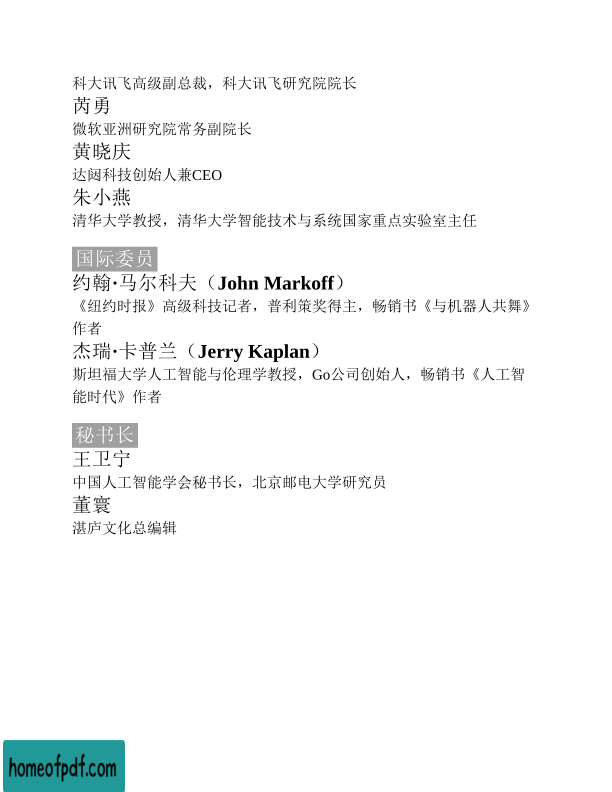 科大讯飞高级副总裁，科大讯飞研究院院长
芮勇
微软亚洲研究院常务副院长
黄晓庆
达闼科技创始人兼CEO
朱小燕
清华大学教授，清华大学智能技术与系统国家重点实验室主任
国际委员
约翰·马尔科夫（John Markoff）
《纽约时报》高级科技记者，普利策奖得主，畅销书《与机器人共舞》
作者
杰瑞·卡普兰（Jerry Kaplan）
斯坦福大学人工智能与伦理学教授，Go公司创始人，畅销书《人工智
能时代》作者
秘书长
王卫宁
中国人工智能学会秘书长，北京邮电大学研究员
董寰
湛庐文化总编辑
homeofpdf.com